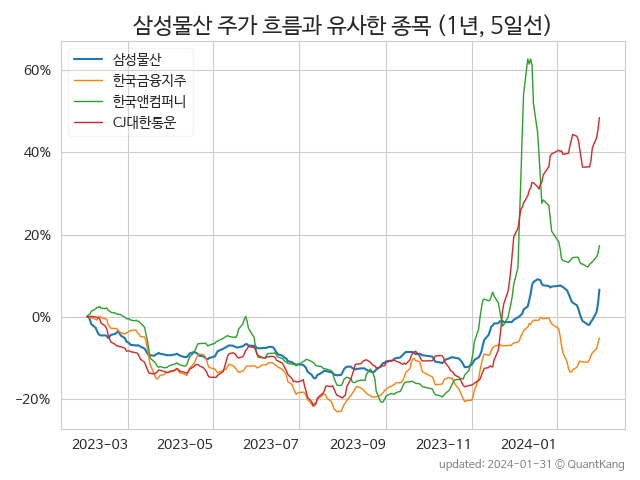 삼성물산 주가 흐름과 유사한 종목 (1년, 5일선)
삼성물산
한국금융지주
한국앤컴퍼니
CJ대한통운
60%
40%
20%
0%
−20%
2023-03 2023-05 2023-07 2023-09 2023-11 2024-01
updated: 2024-01-31 © QuantKang